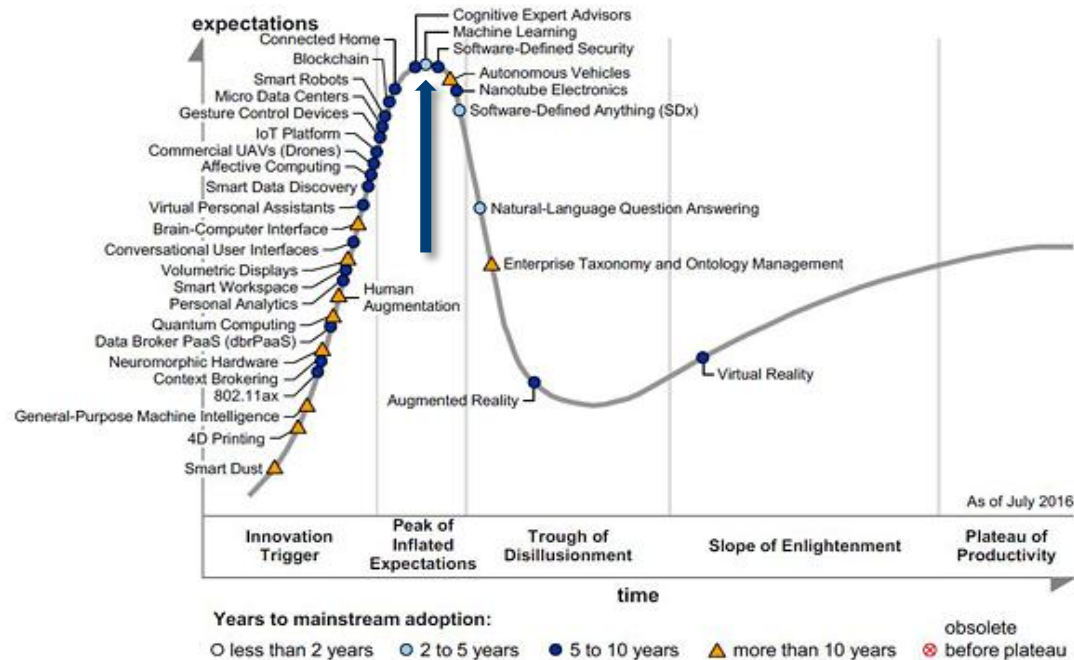 expectations
Cognitive Expert Advisors
Machine Learning
Software-Defined Security
Connected Home
Blockchain
Smart Robots
Micro Data Centers
Gesture Control Devices
IoT Platform
Commercial UAVs (Drones)
Affective Computing
Smart Data Discovery
Virtual Personal Assistants
Brain-Computer Interface
Conversational User Interfaces
Volumetric Displays
Smart Workspace
Personal Analytics
Quantum Computing
Data Broker PaaS (dbrPaaS)
Neuromorphic Hardware
Context Brokering
802.11ax
General-Purpose Machine Intelligence
4D Printing
Smart Dust
Human
Augmentation
Autonomous Vehicles
Nanotube Electronics
Software-Defined Anything (SDx)
Natural-Language Question Answering
Enterprise Taxonomy and Ontology Management
Augmented Reality
Virtual Reality
As of July 2016
Innovation
Trigger
Peak of
Inflated
Expectations
Trough of
Disillusionment
Slope of Enlightenment
Plateau of
Productivity
time
Years to mainstream adoption:
less than 2 years
2 to 5 years
5 to 10 years
more than 10 years
obsolete
before plateau